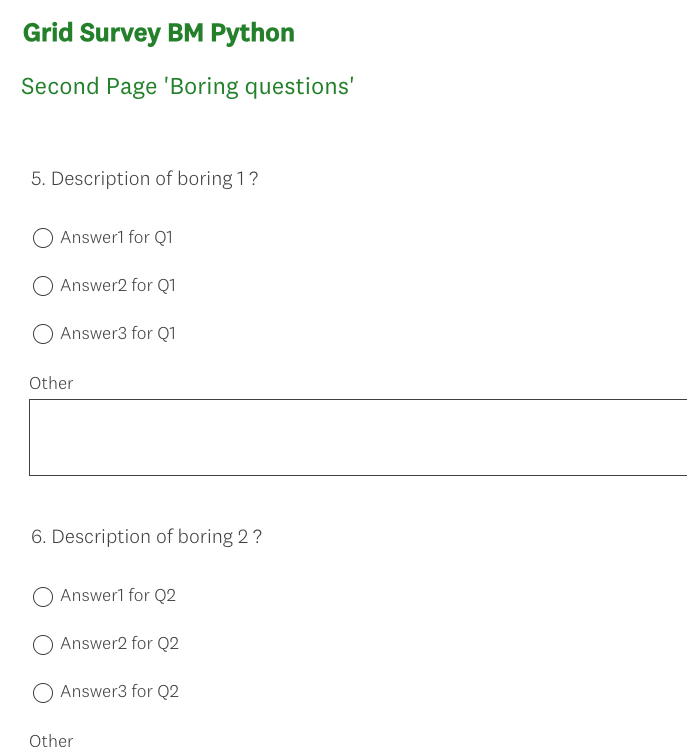 Grid Survey BM Python
Second Page 'Boring questions'
5. Description of boring 1 ?
Answer1 for Q1
Answer2 for Q1
Answer3 for Q1
Other
6. Description of boring 2 ?
Answer1 for Q2
Answer2 for Q2
Answer3 for Q2
Other